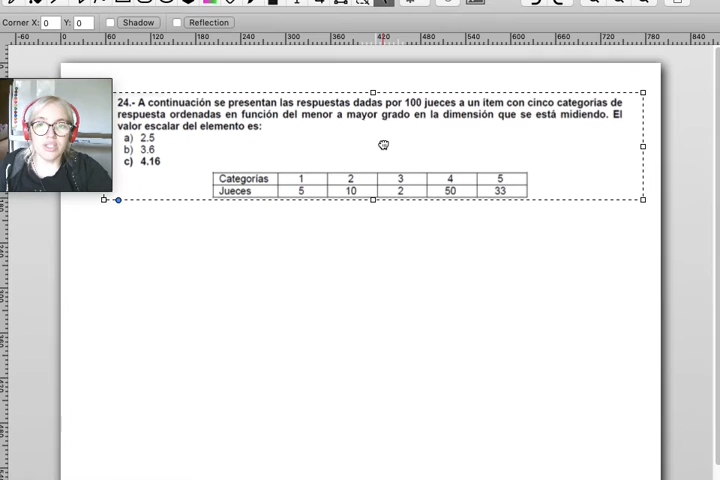 Corner X: 0 Y: 0 Shadow Reflection
-60 0 60 120 180 240 300 360 420 480 540 600 660 720 780 840
24.- A continuación se presentan las respuestas dadas por 100 jueces a un item con cinco categorías de
respuesta ordenadas en función del menor a mayor grado en la dimensión que se está midiendo. El
valor escalar del elemento es:
a) 2.5
b) 3.6
c) 4.16
Categorías 1 2 3 4 5
Jueces 5 10 2 50 33